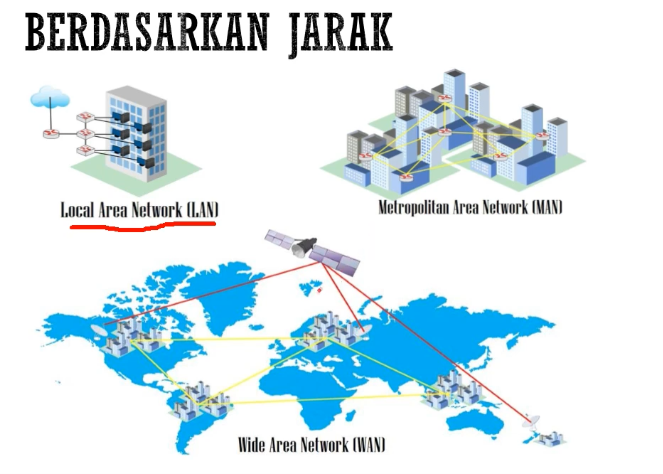 BERDASARKAN JARAK
Local Area Network (LAN)
Metropolitan Area Network (MAN)
Wide Area Network (WAN)